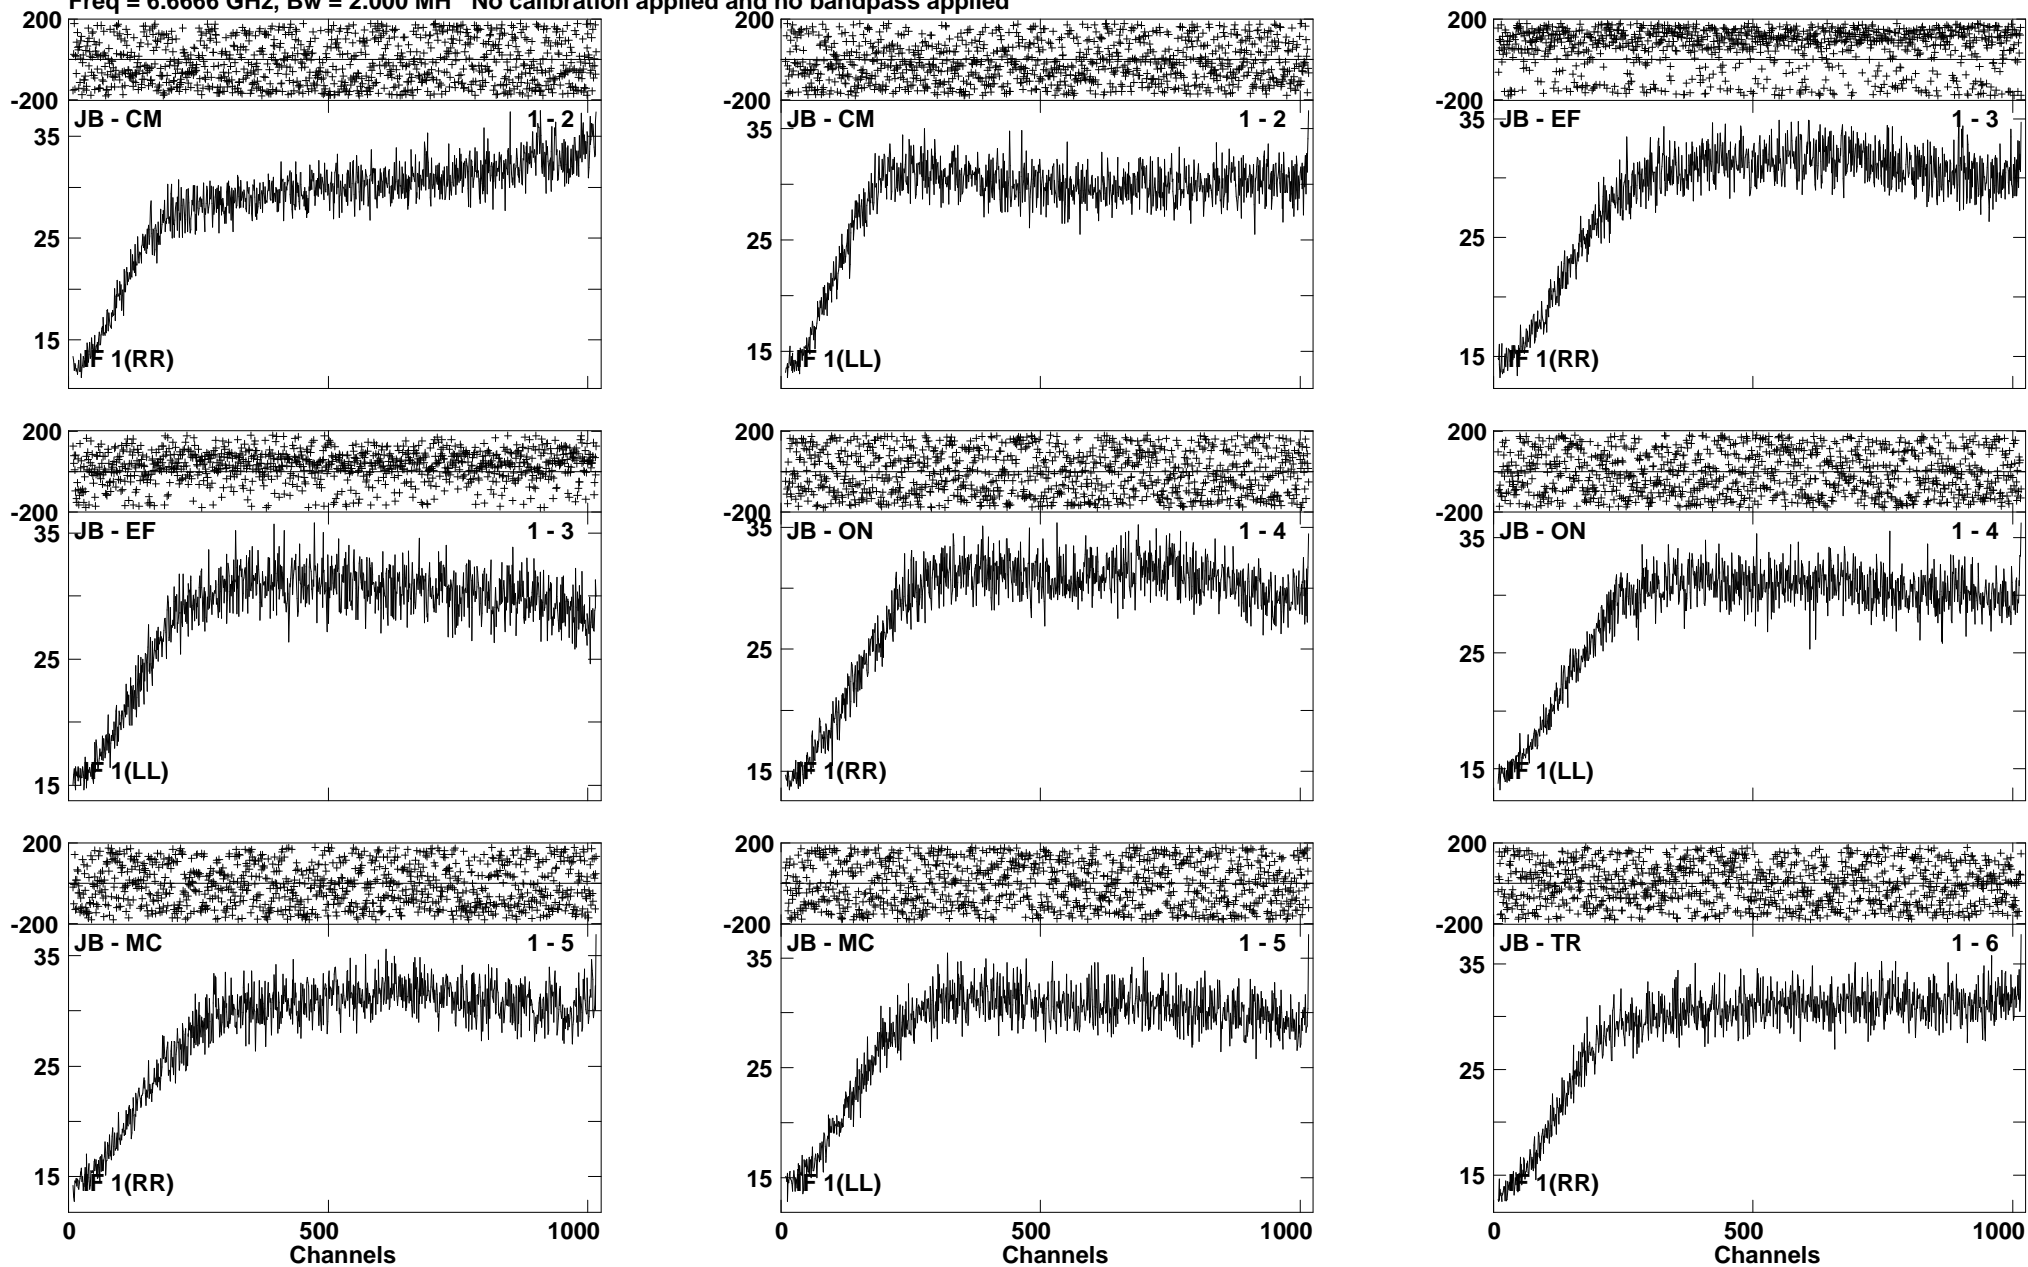 Freq = 6.6666 GHz, Bw = 2.000 MH No calibration applied and no bandpass applied
200
-200
JB - CM
1 - 2
35
25
15
IF 1(RR)
JB - CM
1 - 2
35
25
15
IF 1(LL)
200
-200
JB - EF
1 - 3
35
25
15
IF 1(RR)
200
-200
JB - EF
1 - 3
35
25
15
IF 1(LL)
200
-200
JB - ON
1 - 4
35
25
15
IF 1(RR)
200
-200
JB - ON
1 - 4
35
25
15
IF 1(LL)
200
-200
JB - MC
1 - 5
35
25
15
IF 1(RR)
0
500
1000
Channels
200
-200
JB - MC
1 - 5
35
25
15
IF 1(LL)
0
500
1000
Channels
200
-200
JB - TR
1 - 6
35
25
15
IF 1(RR)
0
500
1000
Channels